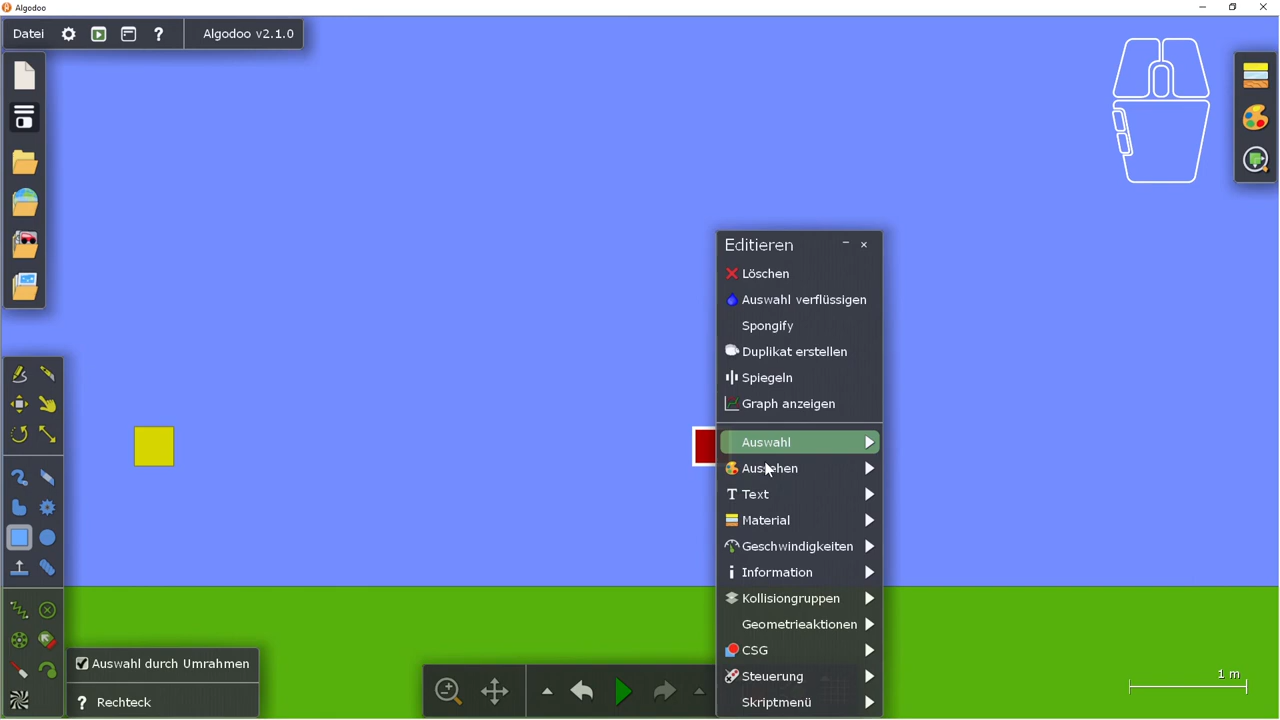 Algodoo
Datei
?
Algodoo v2.1.0
Editieren
Löschen
Auswahl verflüssigen
Spongify
Duplikat erstellen
Spiegeln
Graph anzeigen
Auswahl
Aussehen
Text
Material
Geschwindigkeiten
Information
Kollisiongruppen
Geometrieaktionen
CSG
Steuerung
Skriptmenü
Auswahl durch Umrahmen
? Rechteck
1 m